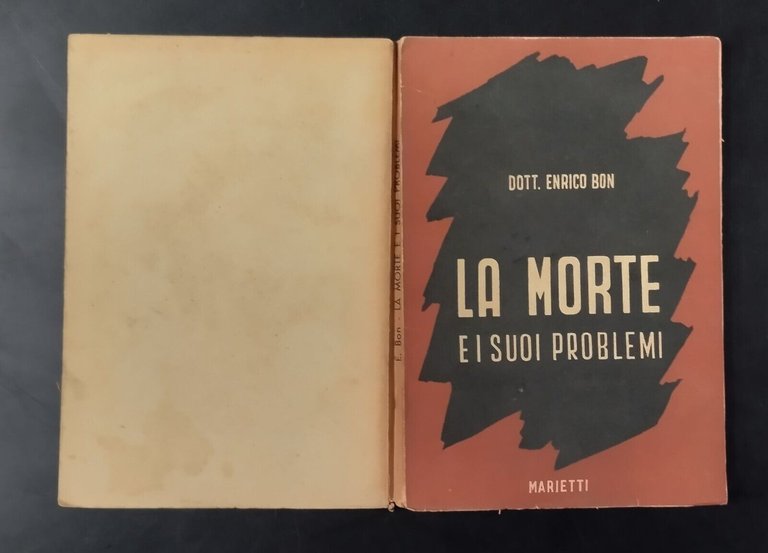 E. Bon - LA MORTE E I SUOI PROBLEMI
DOTT. ENRICO BON
LA MORTE
E I SUOI PROBLEMI
MARIETTI